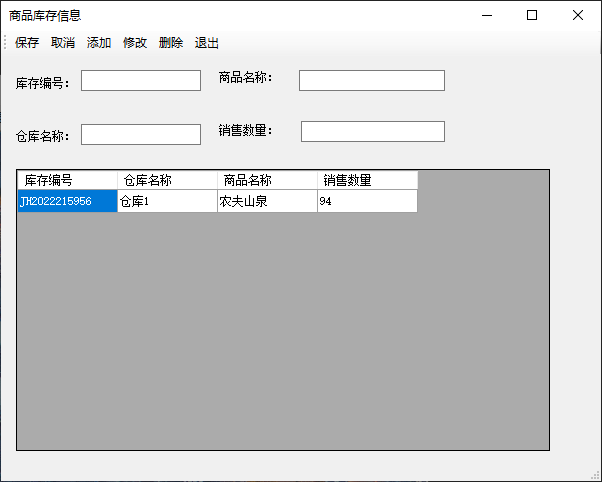 商品库存信息
保存 取消 添加 修改 删除 退出
库存编号： 商品名称：
仓库名称： 销售数量：
库存编号 仓库名称 商品名称 销售数量
JH2022215956 仓库1 农夫山泉 94